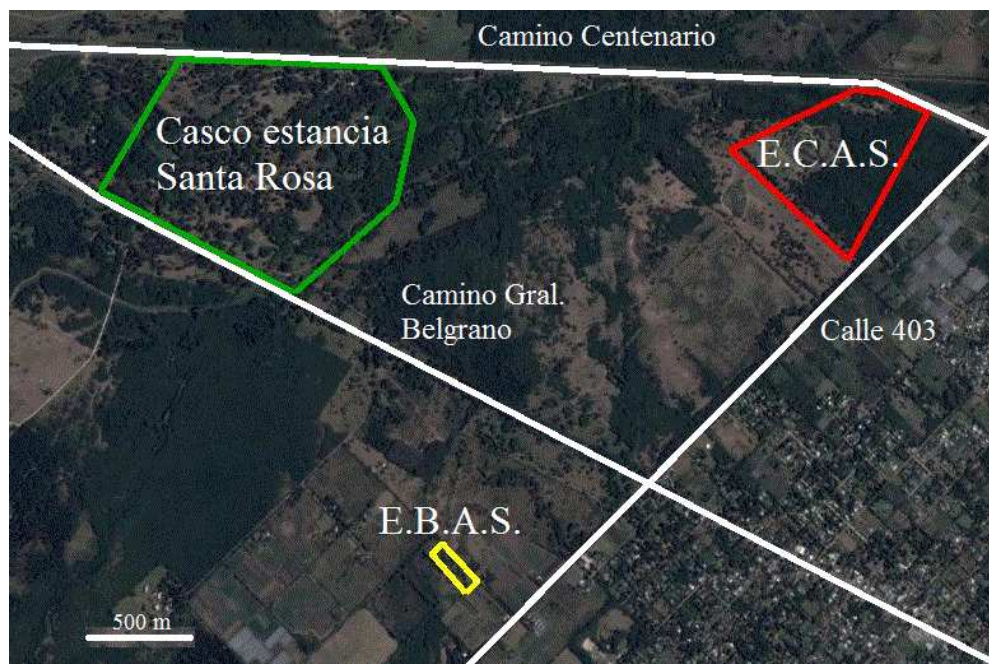 Camino Centenario
Casco estancia
Santa Rosa
E.C.A.S.
Camino Gral.
Belgrano
Calle 403
E.B.A.S.
500 m